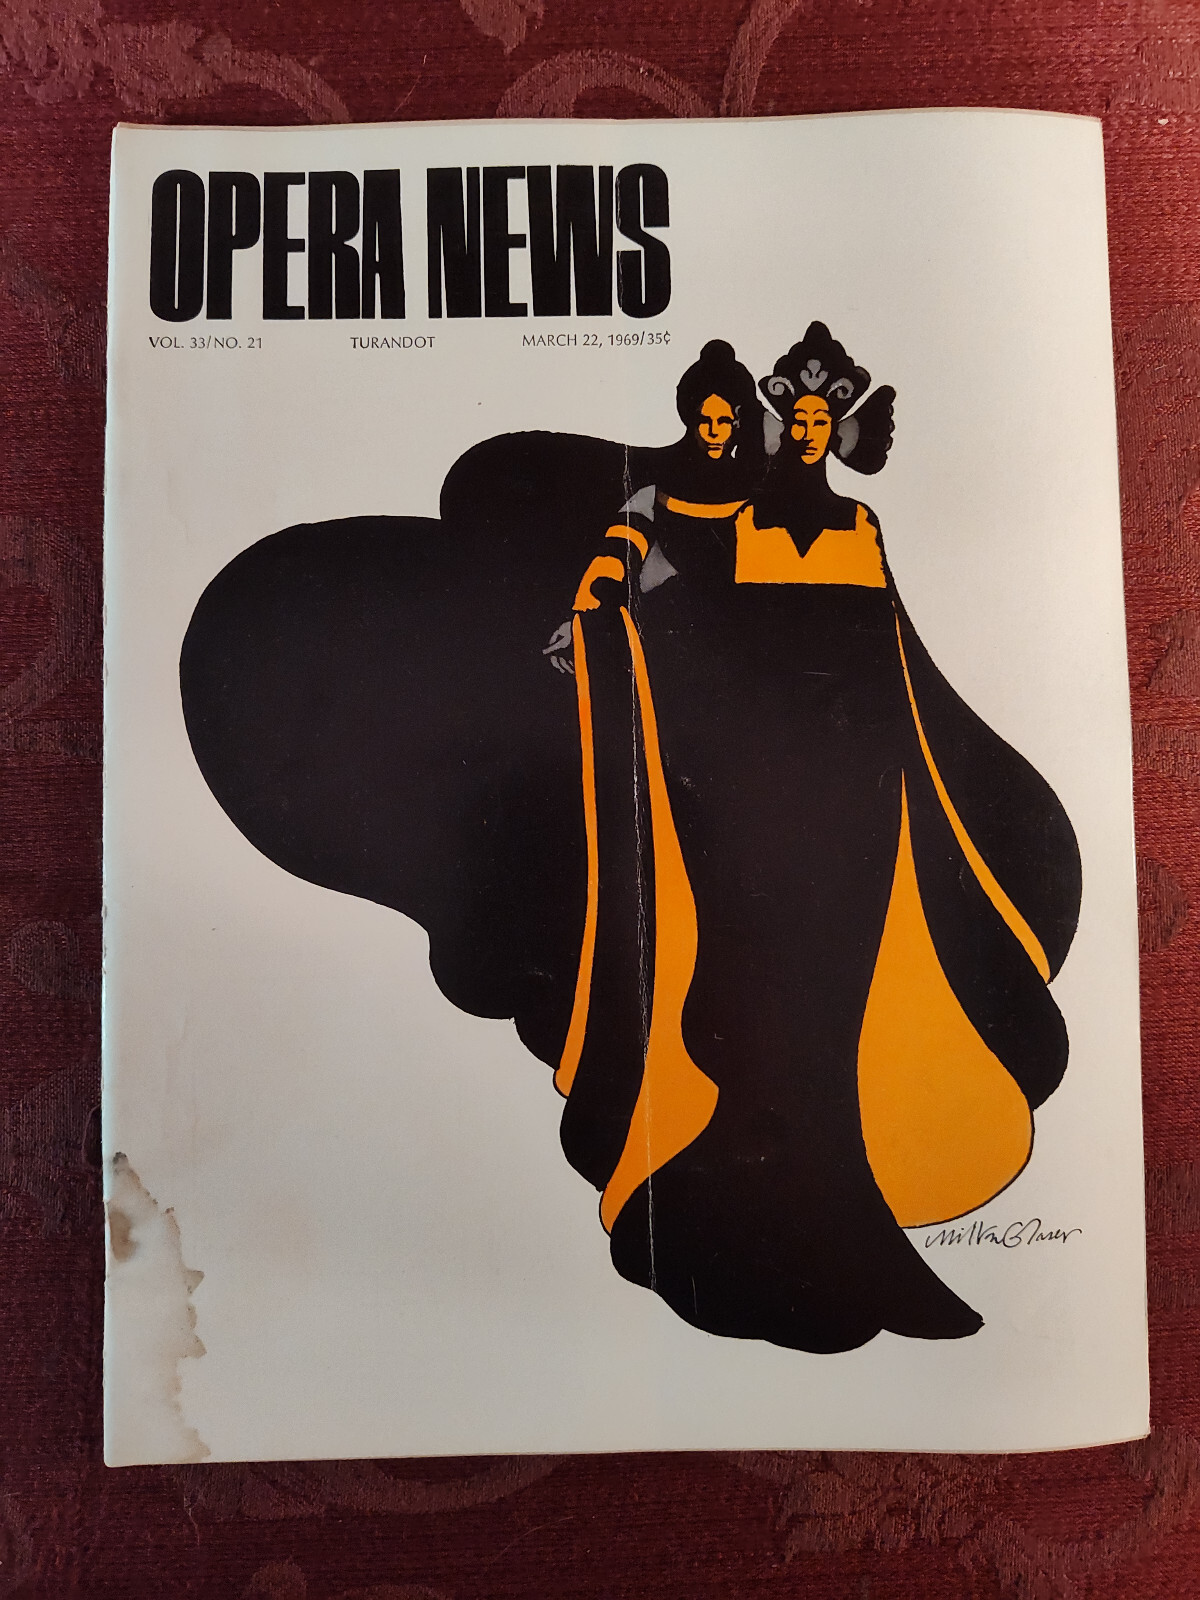 OPERA NEWS
VOL. 33/NO. 21 TURANDOT MARCH 22, 1969/35¢
Milton Glaser